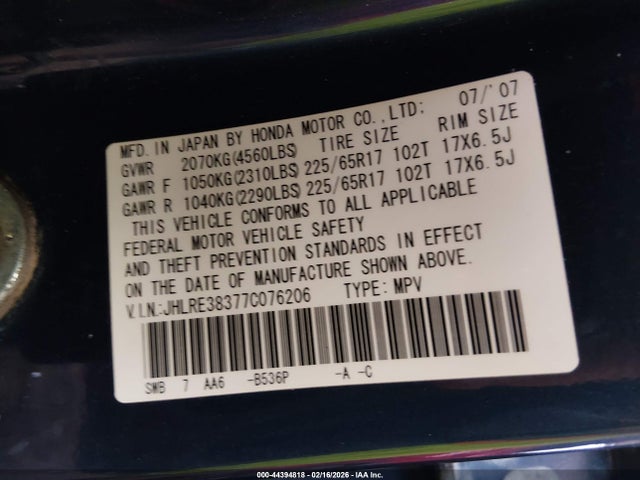 MFD. IN JAPAN BY HONDA MOTOR CO., LTD: 07/'07
GVWR 2070KG(4560LBS) TIRE SIZE RIM SIZE
GAWR F 1050KG(2310LBS) 225/65R17 102T 17X6.5J
GAWR R 1040KG(2290LBS) 225/65R17 102T 17X6.5J
THIS VEHICLE CONFORMS TO ALL APPLICABLE
FEDERAL MOTOR VEHICLE SAFETY
AND THEFT PREVENTION STANDARDS IN EFFECT
ON THE DATE OF MANUFACTURE SHOWN ABOVE.
V.I.N.:JHLRE38377C076206 TYPE: MPV
SWB 7 AA6 -B536P -A -C
000-44394818 - 02/16/2026 - IAA Inc.